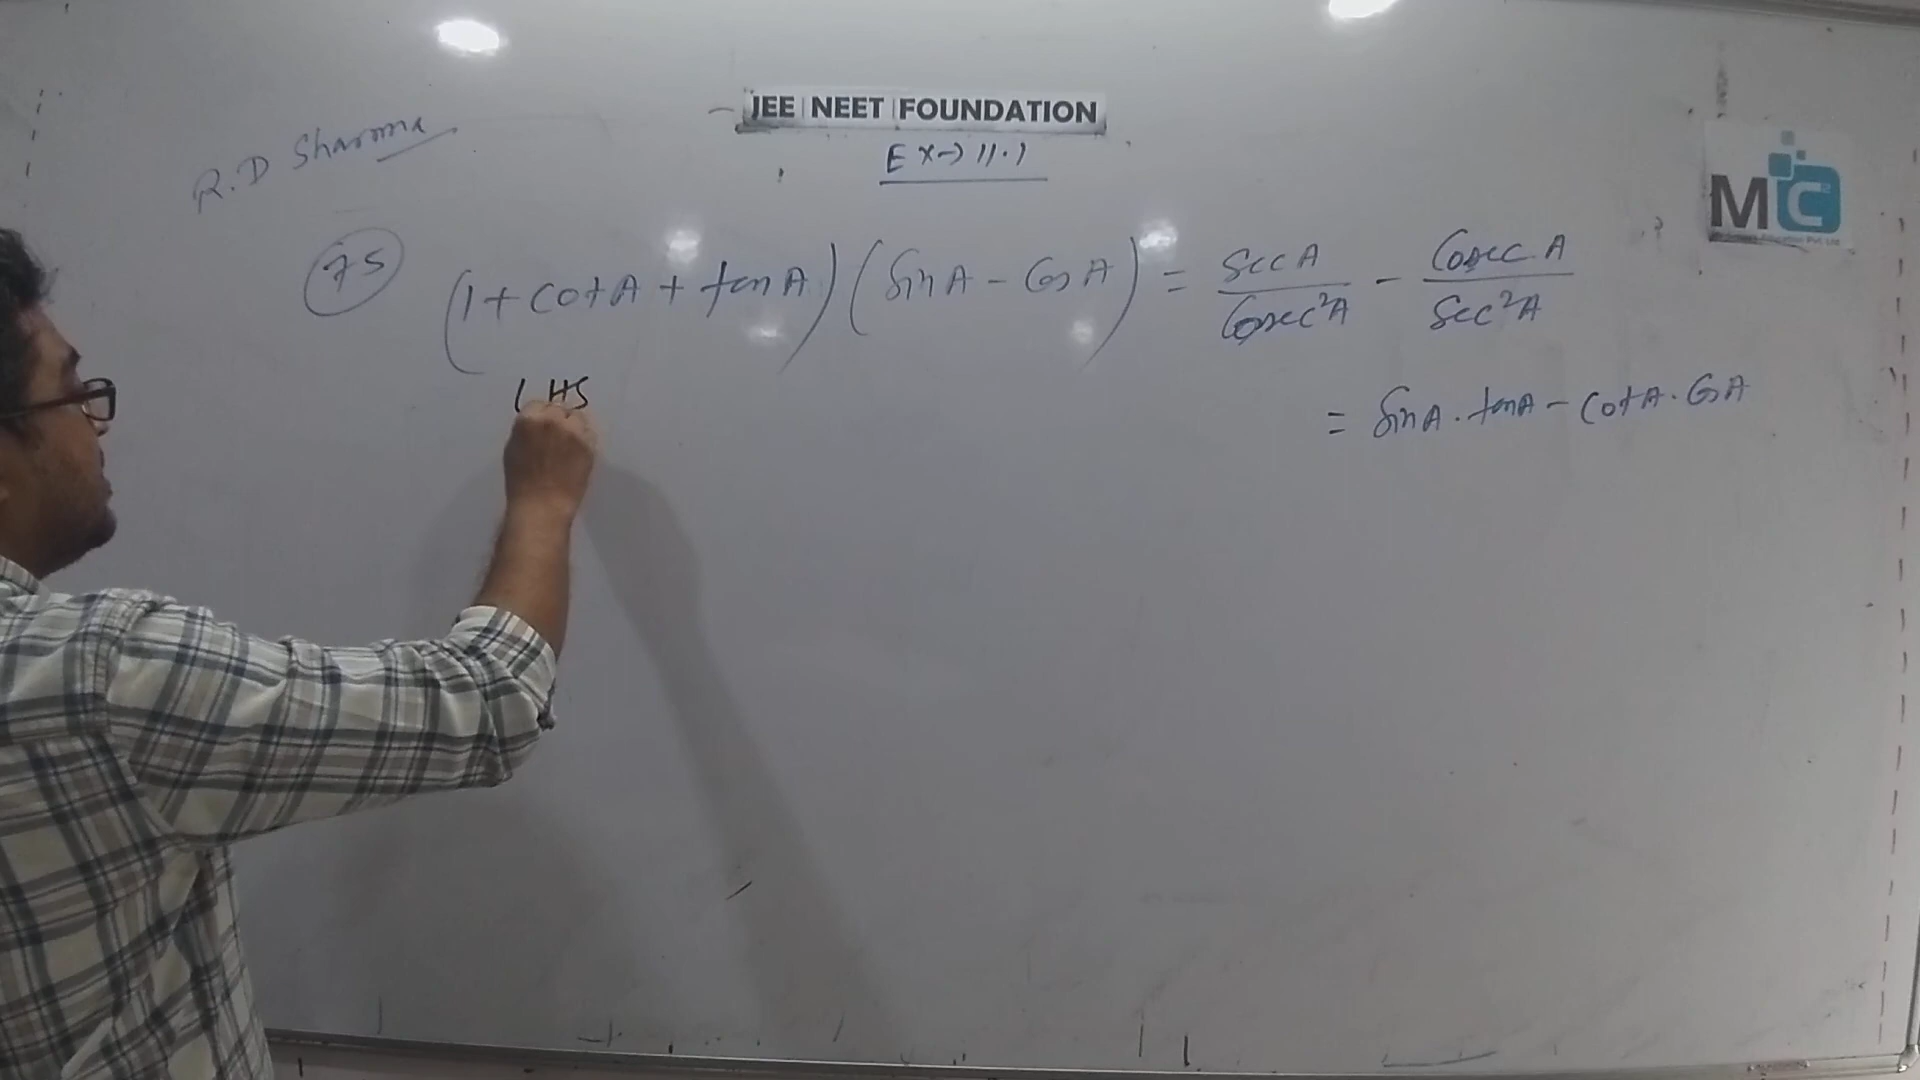 JEE | NEET | FOUNDATION
Ex→11.1
R.D Sharma
MC²
75 (1+cotA + tanA) (SinA - CosA) = SecA/Cosec²A - CosecA/Sec²A
= SinA . tanA - CotA . CosA
LHS